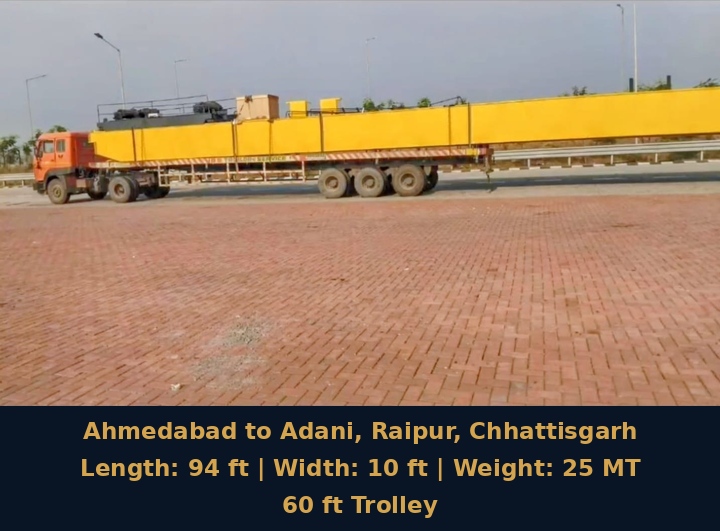 Ahmedabad to Adani, Raipur, Chhattisgarh
Length: 94 ft | Width: 10 ft | Weight: 25 MT
60 ft Trolley